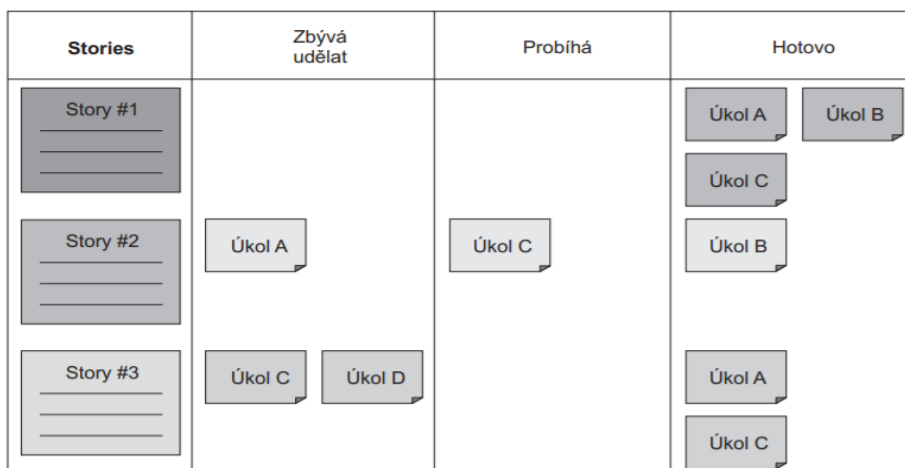 Stories
Zbývá
udělat
Probíhá
Hotovo
Story #1
Úkol A
Úkol B
Úkol C
Story #2
Úkol A
Úkol C
Úkol B
Story #3
Úkol C
Úkol D
Úkol A
Úkol C